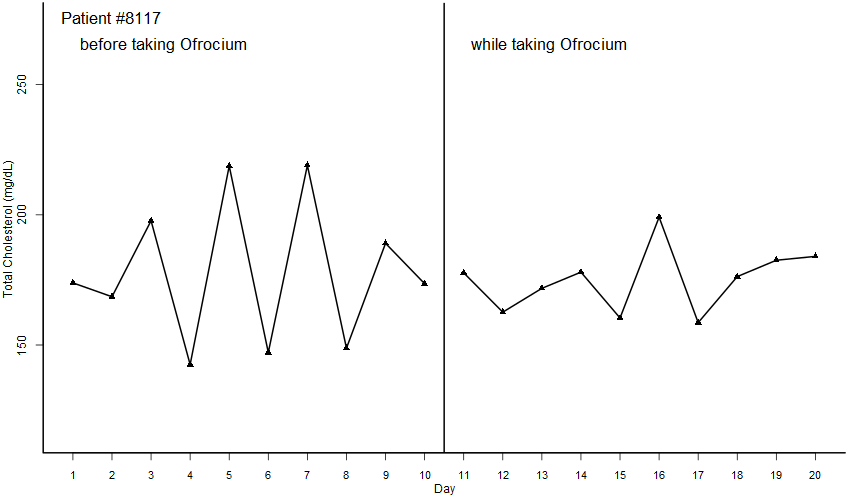 Patient #8117
before taking Ofrocium
while taking Ofrocium
Total Cholesterol (mg/dL)
250
200
150
1 2 3 4 5 6 7 8 9 10 11 12 13 14 15 16 17 18 19 20
Day